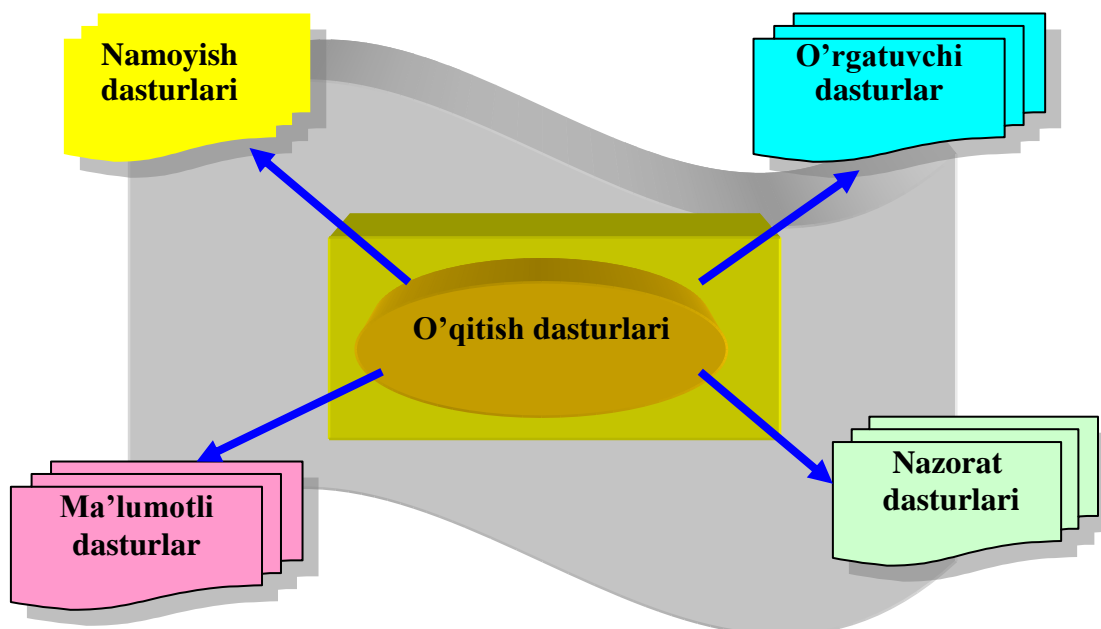 Namoyish
dasturlari
O’rgatuvchi
dasturlar
O’qitish dasturlari
Ma’lumotli
dasturlar
Nazorat
dasturlari